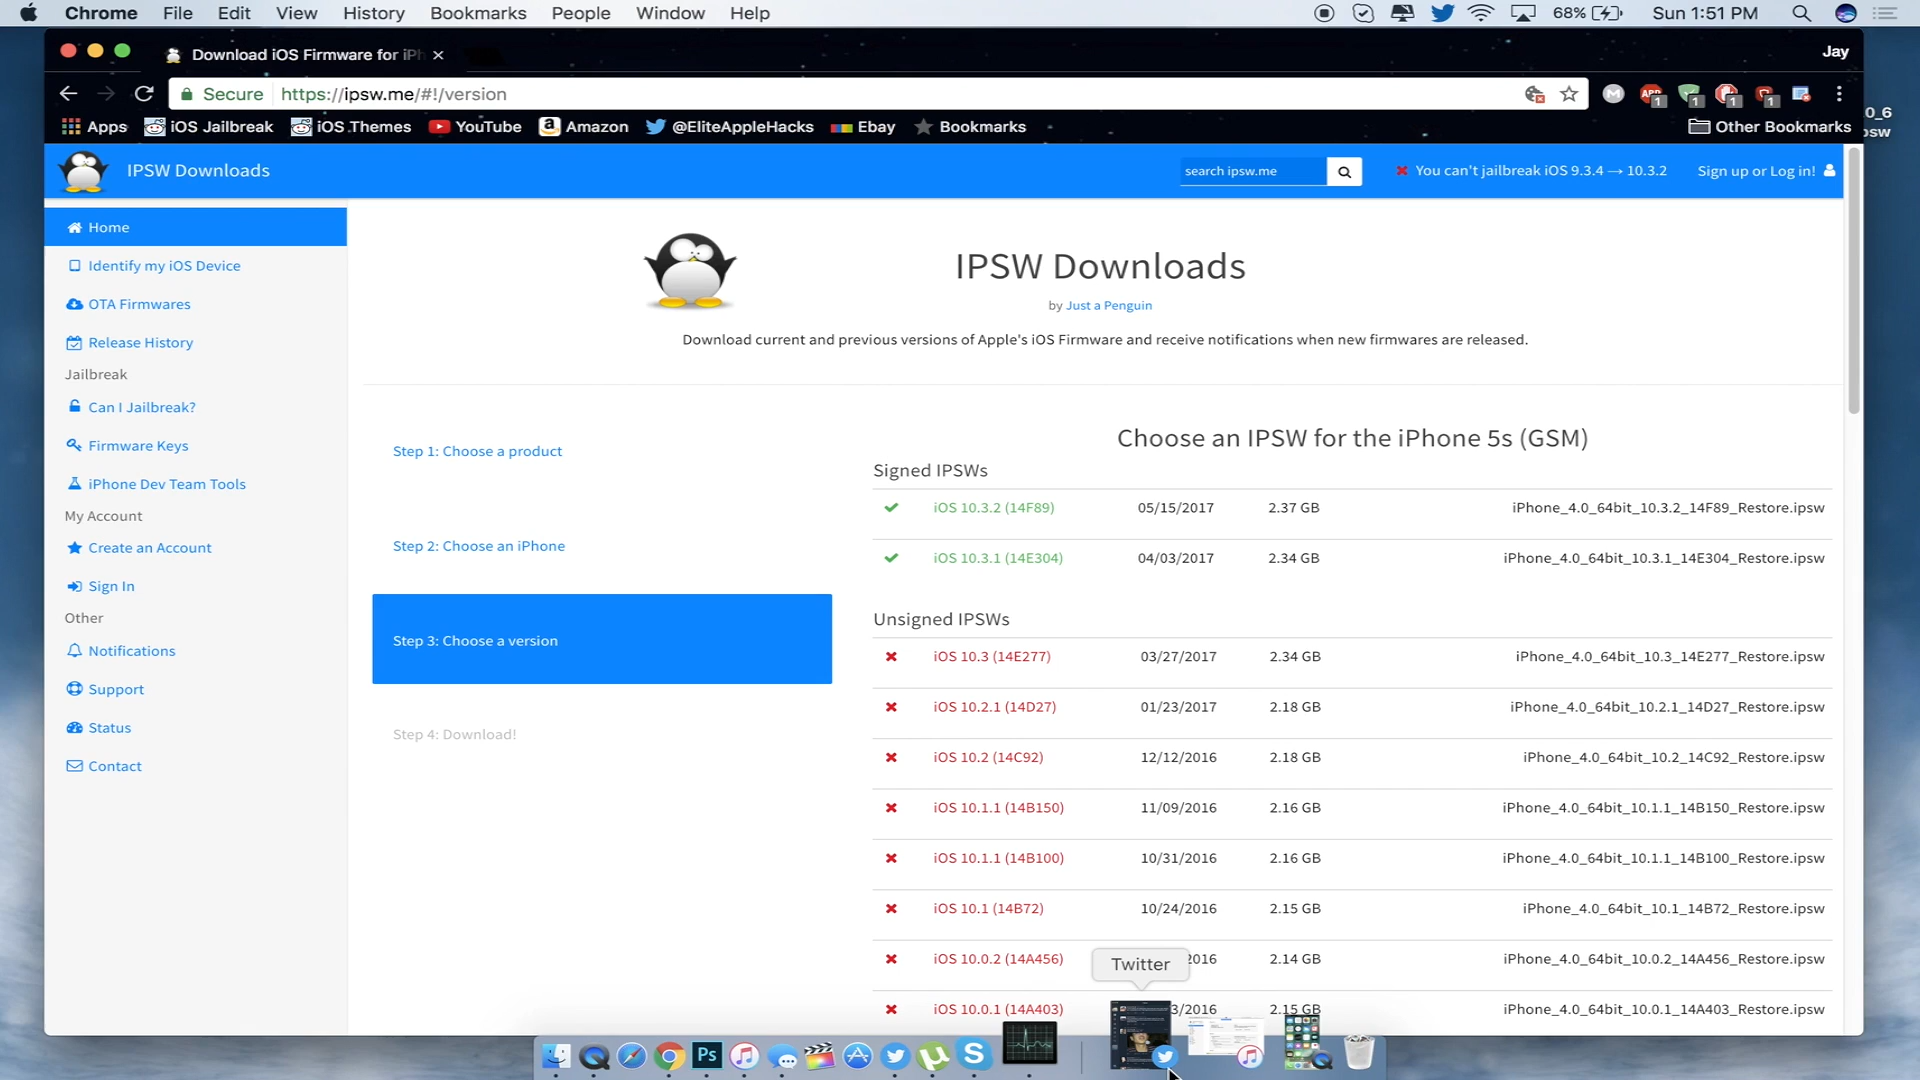 Chrome File Edit View History Bookmarks People Window Help 68% Sun 1:51 PM
Download iOS Firmware for iPh Jay
Secure https://ipsw.me/#!/version
Apps iOS Jailbreak iOS Themes YouTube Amazon @EliteAppleHacks Ebay Bookmarks Other Bookmarks
0_6
IPSW Downloads search ipsw.me You can't jailbreak iOS 9.3.4 → 10.3.2 Sign up or Log in!
Home
Identify my iOS Device
OTA Firmwares
Release History
Jailbreak
Can I Jailbreak?
Firmware Keys
iPhone Dev Team Tools
My Account
Create an Account
Sign In
Other
Notifications
Support
Status
Contact
IPSW Downloads
by Just a Penguin
Download current and previous versions of Apple's iOS Firmware and receive notifications when new firmwares are released.
Step 1: Choose a product
Step 2: Choose an iPhone
Step 3: Choose a version
Step 4: Download!
Choose an IPSW for the iPhone 5s (GSM)
Signed IPSWs
iOS 10.3.2 (14F89) 05/15/2017 2.37 GB iPhone_4.0_64bit_10.3.2_14F89_Restore.ipsw
iOS 10.3.1 (14E304) 04/03/2017 2.34 GB iPhone_4.0_64bit_10.3.1_14E304_Restore.ipsw
Unsigned IPSWs
iOS 10.3 (14E277) 03/27/2017 2.34 GB iPhone_4.0_64bit_10.3_14E277_Restore.ipsw
iOS 10.2.1 (14D27) 01/23/2017 2.18 GB iPhone_4.0_64bit_10.2.1_14D27_Restore.ipsw
iOS 10.2 (14C92) 12/12/2016 2.18 GB iPhone_4.0_64bit_10.2_14C92_Restore.ipsw
iOS 10.1.1 (14B150) 11/09/2016 2.16 GB iPhone_4.0_64bit_10.1.1_14B150_Restore.ipsw
iOS 10.1.1 (14B100) 10/31/2016 2.16 GB iPhone_4.0_64bit_10.1.1_14B100_Restore.ipsw
iOS 10.1 (14B72) 10/24/2016 2.15 GB iPhone_4.0_64bit_10.1_14B72_Restore.ipsw
iOS 10.0.2 (14A456) 2016 2.14 GB iPhone_4.0_64bit_10.0.2_14A456_Restore.ipsw
Twitter
iOS 10.0.1 (14A403) 3/2016 2.15 GB iPhone_4.0_64bit_10.0.1_14A403_Restore.ipsw
Ps